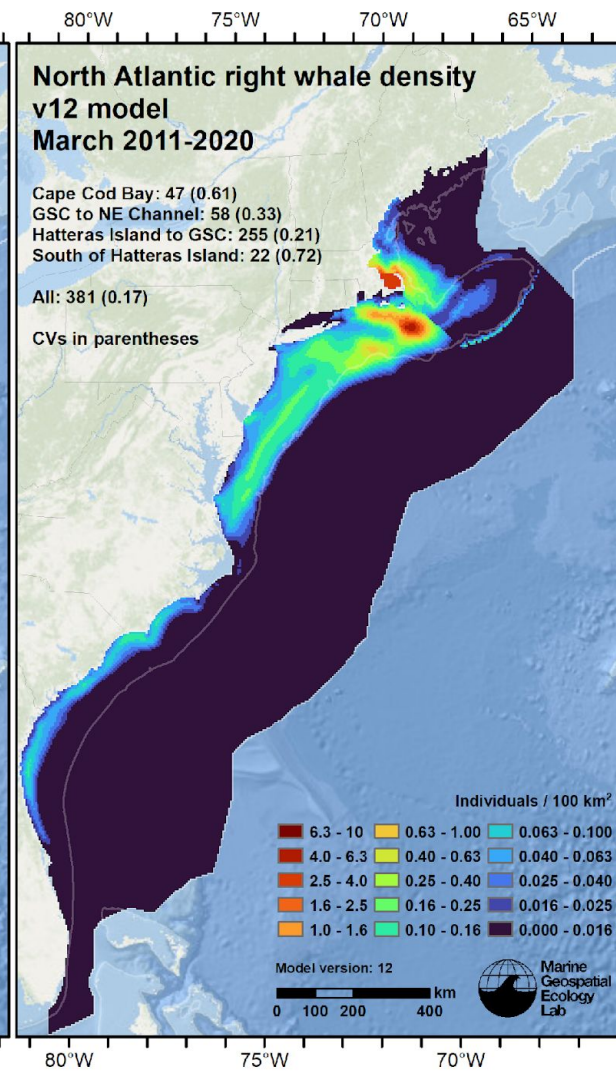 80°W 75°W 70°W 65°W
North Atlantic right whale density
v12 model
March 2011-2020
Cape Cod Bay: 47 (0.61)
GSC to NE Channel: 58 (0.33)
Hatteras Island to GSC: 255 (0.21)
South of Hatteras Island: 22 (0.72)
All: 381 (0.17)
CVs in parentheses
Individuals / 100 km²
6.3 - 10 0.63 - 1.00 0.063 - 0.100
4.0 - 6.3 0.40 - 0.63 0.040 - 0.063
2.5 - 4.0 0.25 - 0.40 0.025 - 0.040
1.6 - 2.5 0.16 - 0.25 0.016 - 0.025
1.0 - 1.6 0.10 - 0.16 0.000 - 0.016
Model version: 12
km
0 100 200 400
Marine
Geospatial
Ecology
Lab
80°W 75°W 70°W